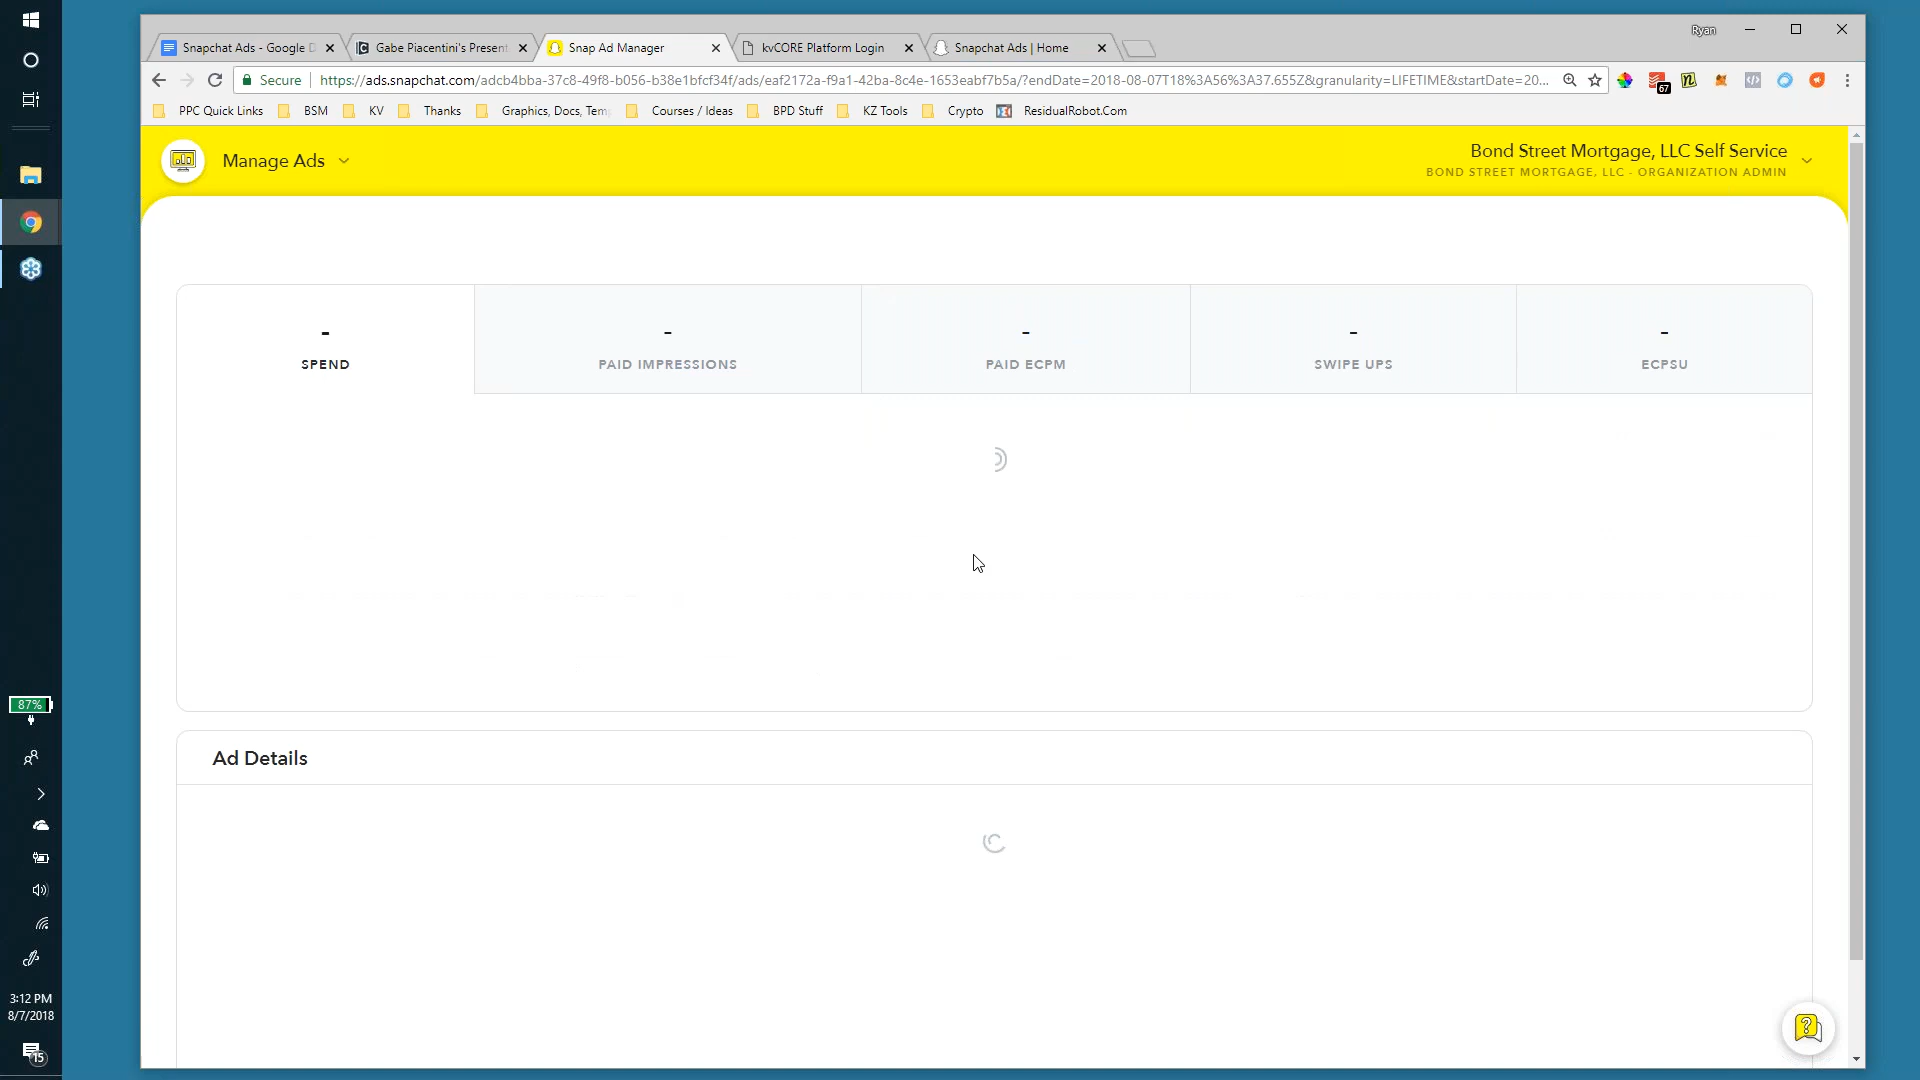 Ryan
Snapchat Ads - Google D
Gabe Piacentini's Present
Snap Ad Manager
kvCORE Platform Login
Snapchat Ads | Home
Secure
https://ads.snapchat.com/adcb4bba-37c8-49f8-b056-b38e1bfcf34f/ads/eaf2172a-f9a1-42ba-8c4e-1653eabf7b5a/?endDate=2018-08-07T18%3A56%3A37.655Z&granularity=LIFETIME&startDate=20...
67
PPC Quick Links
BSM
KV
Thanks
Graphics, Docs, Temp
Courses / Ideas
BPD Stuff
KZ Tools
Crypto
ResidualRobot.Com
Manage Ads
Bond Street Mortgage, LLC Self Service
BOND STREET MORTGAGE, LLC - ORGANIZATION ADMIN
- - - - -
SPEND PAID IMPRESSIONS PAID ECPM SWIPE UPS ECPSU
Ad Details
87%
3:12 PM
8/7/2018
15